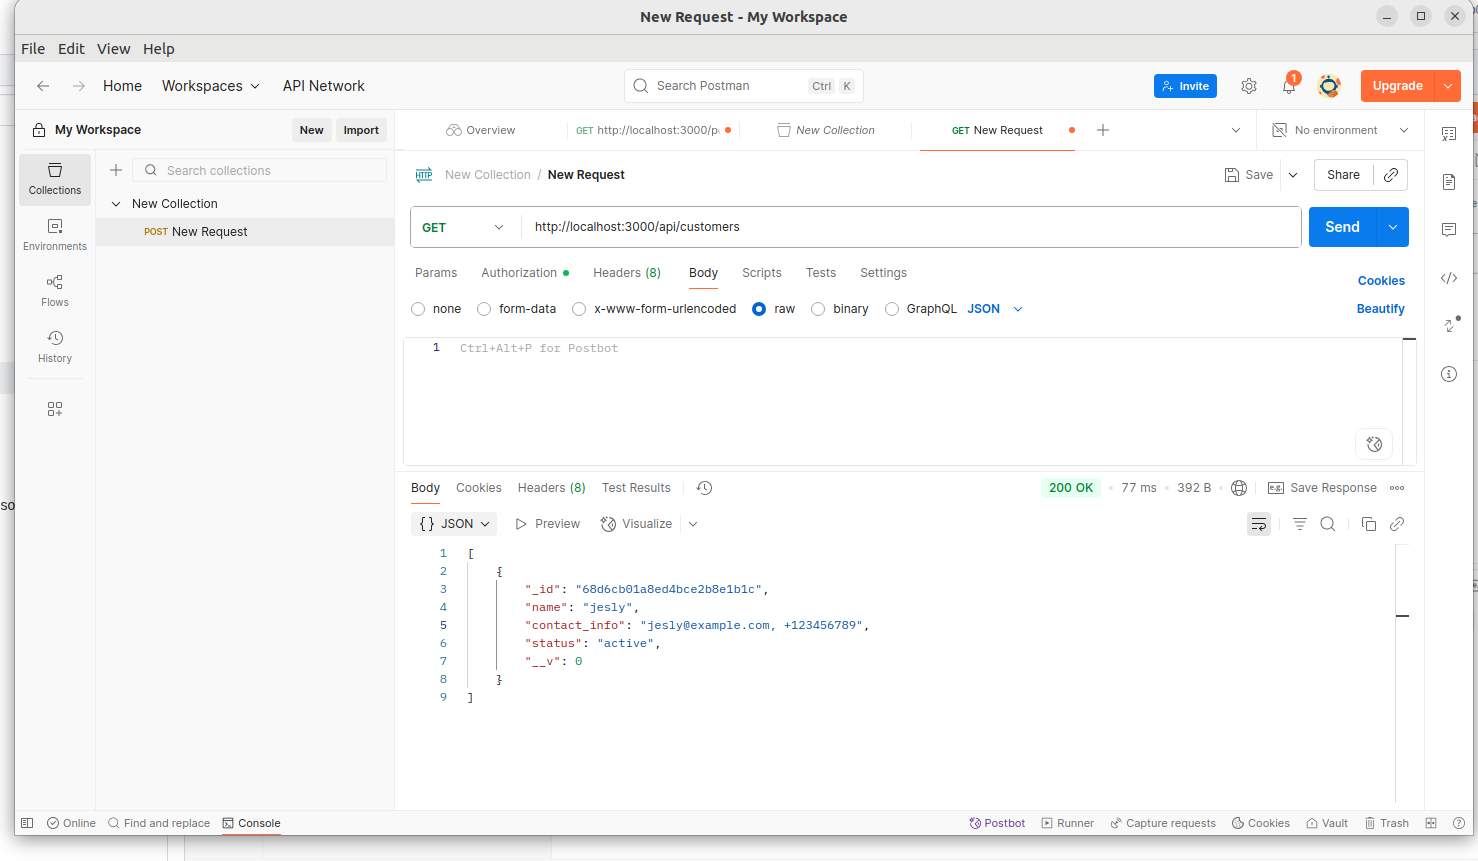 New Request - My Workspace
File Edit View Help
Home Workspaces API Network Search Postman Ctrl K Invite 1 Upgrade
My Workspace New Import Overview GET http://localhost:3000/p New Collection GET New Request No environment
Collections
Search collections
New Collection / New Request Save Share
New Collection
POST New Request
GET http://localhost:3000/api/customers Send
Environments
Params Authorization Headers (8) Body Scripts Tests Settings Cookies
Flows
none form-data x-www-form-urlencoded raw binary GraphQL JSON Beautify
History
1 Ctrl+Alt+P for Postbot
so
Body Cookies Headers (8) Test Results 200 OK 77 ms 392 B e.g. Save Response
{} JSON Preview Visualize
1 [
2 {
3 "_id": "68d6cb01a8ed4bce2b8e1b1c",
4 "name": "jesly",
5 "contact_info": "jesly@example.com, +123456789",
6 "status": "active",
7 "__v": 0
8 }
9 ]
Online Find and replace Console Postbot Runner Capture requests Cookies Vault Trash